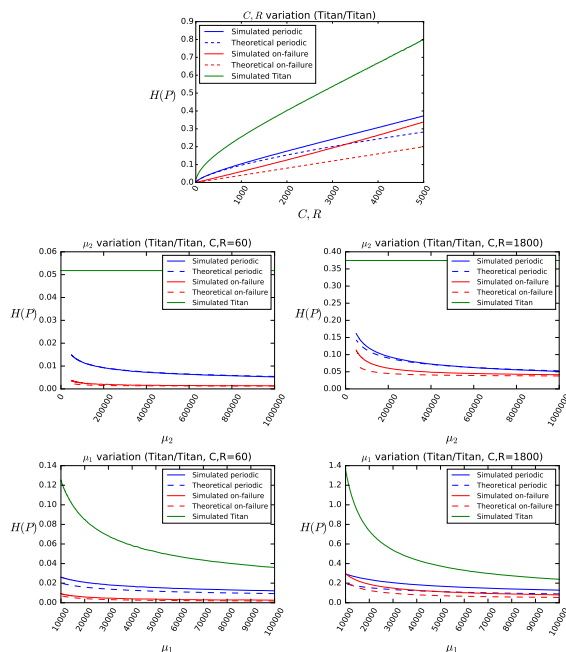 C, R variation (Titan/Titan)
0.9
0.8
0.7
0.6
0.5
0.4
0.3
0.2
0.1
0.0
H(P)
Simulated periodic
Theoretical periodic
Simulated on-failure
Theoretical on-failure
Simulated Titan
0
1000
2000
3000
4000
5000
C, R
μ₂ variation (Titan/Titan, C,R=60)
0.06
0.05
0.04
0.03
0.02
0.01
0.00
H(P)
Simulated periodic
Theoretical periodic
Simulated on-failure
Theoretical on-failure
Simulated Titan
0
200000
400000
600000
800000
1000000
μ₂
μ₂ variation (Titan/Titan, C,R=1800)
0.40
0.35
0.30
0.25
0.20
0.15
0.10
0.05
0.00
H(P)
Simulated periodic
Theoretical periodic
Simulated on-failure
Theoretical on-failure
Simulated Titan
0
200000
400000
600000
800000
1000000
μ₂
μ₁ variation (Titan/Titan, C,R=60)
0.14
0.12
0.10
0.08
0.06
0.04
0.02
0.00
H(P)
Simulated periodic
Theoretical periodic
Simulated on-failure
Theoretical on-failure
Simulated Titan
10000
20000
30000
40000
50000
60000
70000
80000
90000
100000
μ₁
μ₁ variation (Titan/Titan, C,R=1800)
1.4
1.2
1.0
0.8
0.6
0.4
0.2
0.0
H(P)
Simulated periodic
Theoretical periodic
Simulated on-failure
Theoretical on-failure
Simulated Titan
10000
20000
30000
40000
50000
60000
70000
80000
90000
100000
μ₁